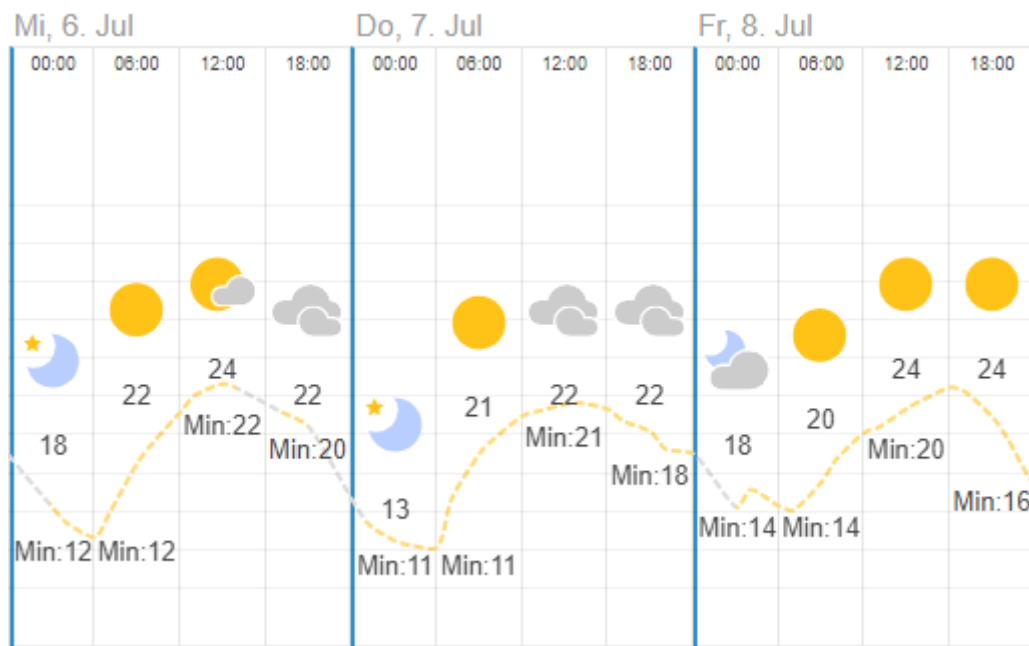 Mi, 6. Jul Do, 7. Jul Fr, 8. Jul
00:00 06:00 12:00 18:00 00:00 06:00 12:00 18:00 00:00 06:00 12:00 18:00
24 24 24
22 22 21 22 22 20
Min:22 Min:21
18 Min:20 18 Min:20
Min:18
13 Min:16
Min:14 Min:14
Min:12 Min:12 Min:11 Min:11